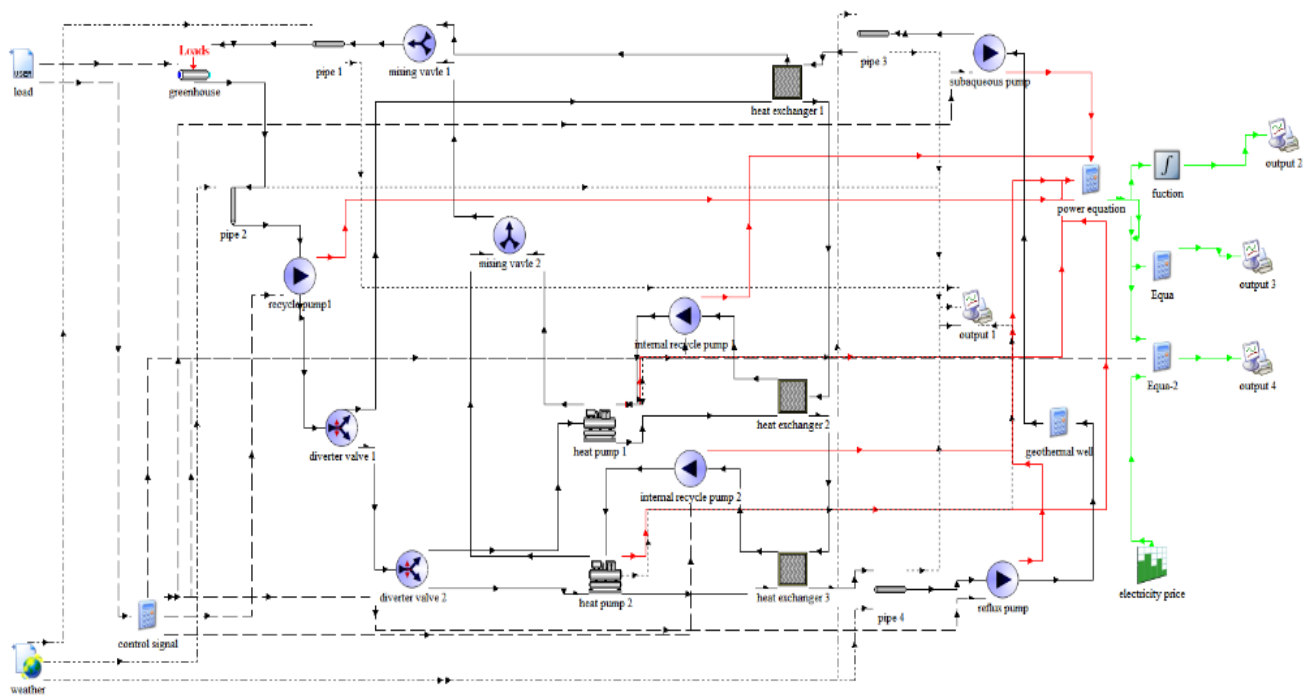 USER
load
Loads
greenhouse
pipe 1
mixing vavle 1
heat exchanger 1
pipe 3
subaqueous pump
output 2
fuction
power equation
pipe 2
mixing vavle 2
recycle pump1
Equa
output 3
output 1
internal recycle pump 1
Equa-2
output 4
diverter valve 1
heat pump 1
heat exchanger 2
geothermal well
internal recycle pump 2
diverter valve 2
heat pump 2
heat exchanger 3
pipe 4
reflux pump
electricity price
control signal
weather